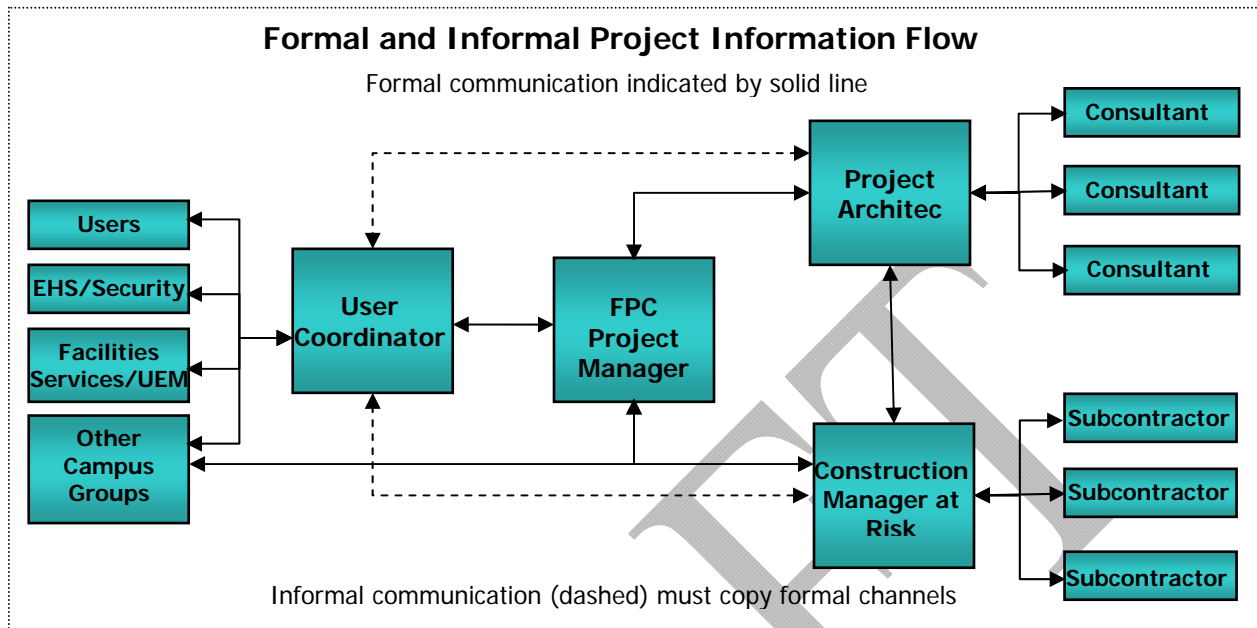 Formal and Informal Project Information Flow
Formal communication indicated by solid line
Users
EHS/Security
Facilities
Services/UEM
Other
Campus
Groups
User
Coordinator
FPC
Project
Manager
Project
Architec
Construction
Manager at
Risk
Consultant
Consultant
Consultant
Subcontractor
Subcontractor
Subcontractor
Informal communication (dashed) must copy formal channels
FT